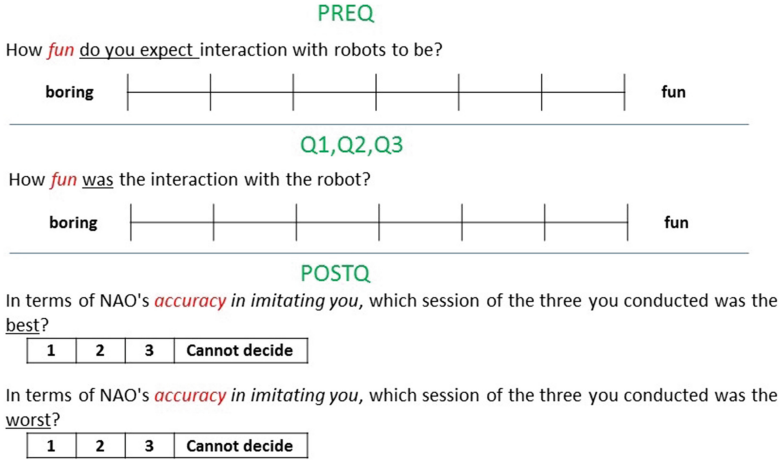 PREQ
How fun do you expect interaction with robots to be?
boring fun
Q1,Q2,Q3
How fun was the interaction with the robot?
boring fun
POSTQ
In terms of NAO's accuracy in imitating you, which session of the three you conducted was the
best?
1 2 3 Cannot decide
In terms of NAO's accuracy in imitating you, which session of the three you conducted was the
worst?
1 2 3 Cannot decide